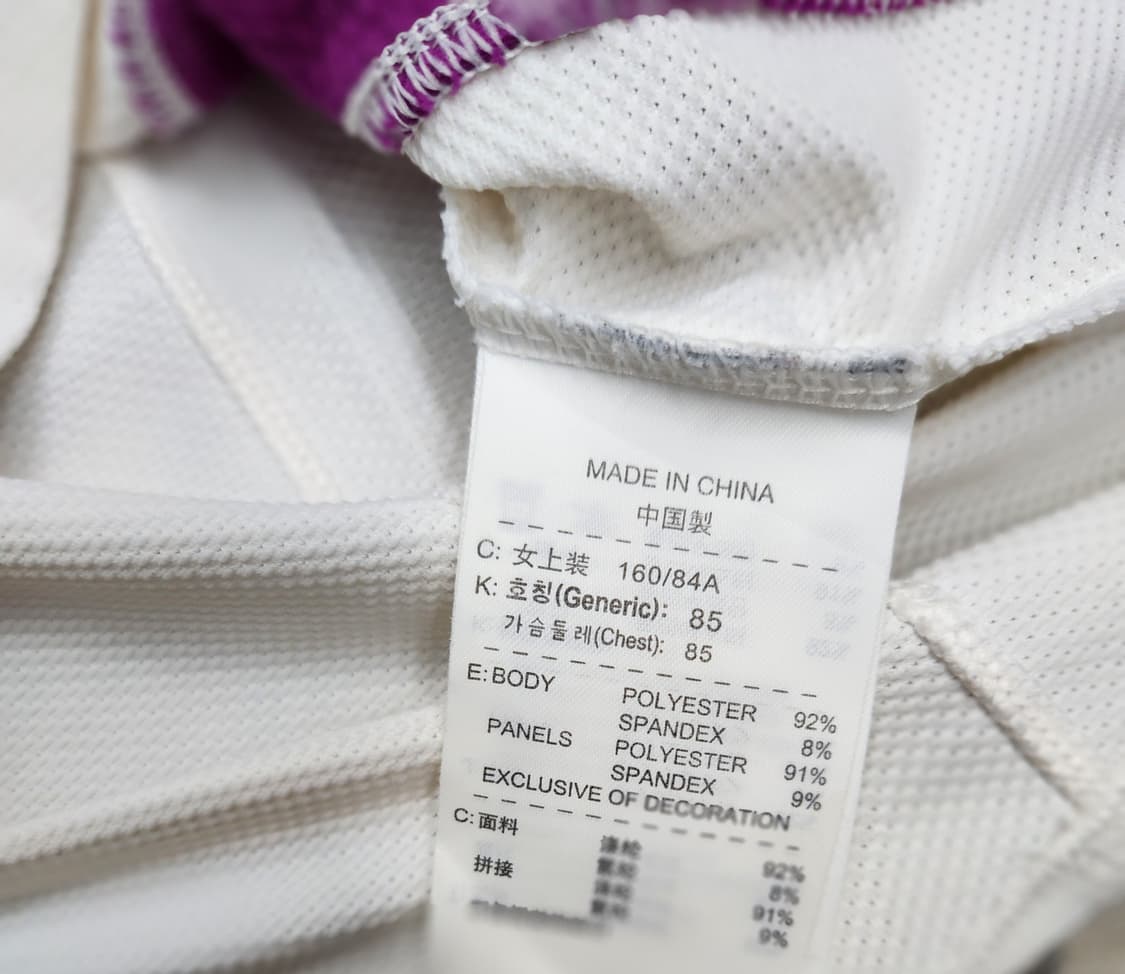 MADE IN CHINA
中国製
C: 女上装 160/84A
K: 호칭(Generic): 85
가슴둘레(Chest): 85
E: BODY POLYESTER 92%
SPANDEX 8%
PANELS POLYESTER 91%
SPANDEX 9%
EXCLUSIVE OF DECORATION
C: 面料 92%
8%
拼接 91%
9%